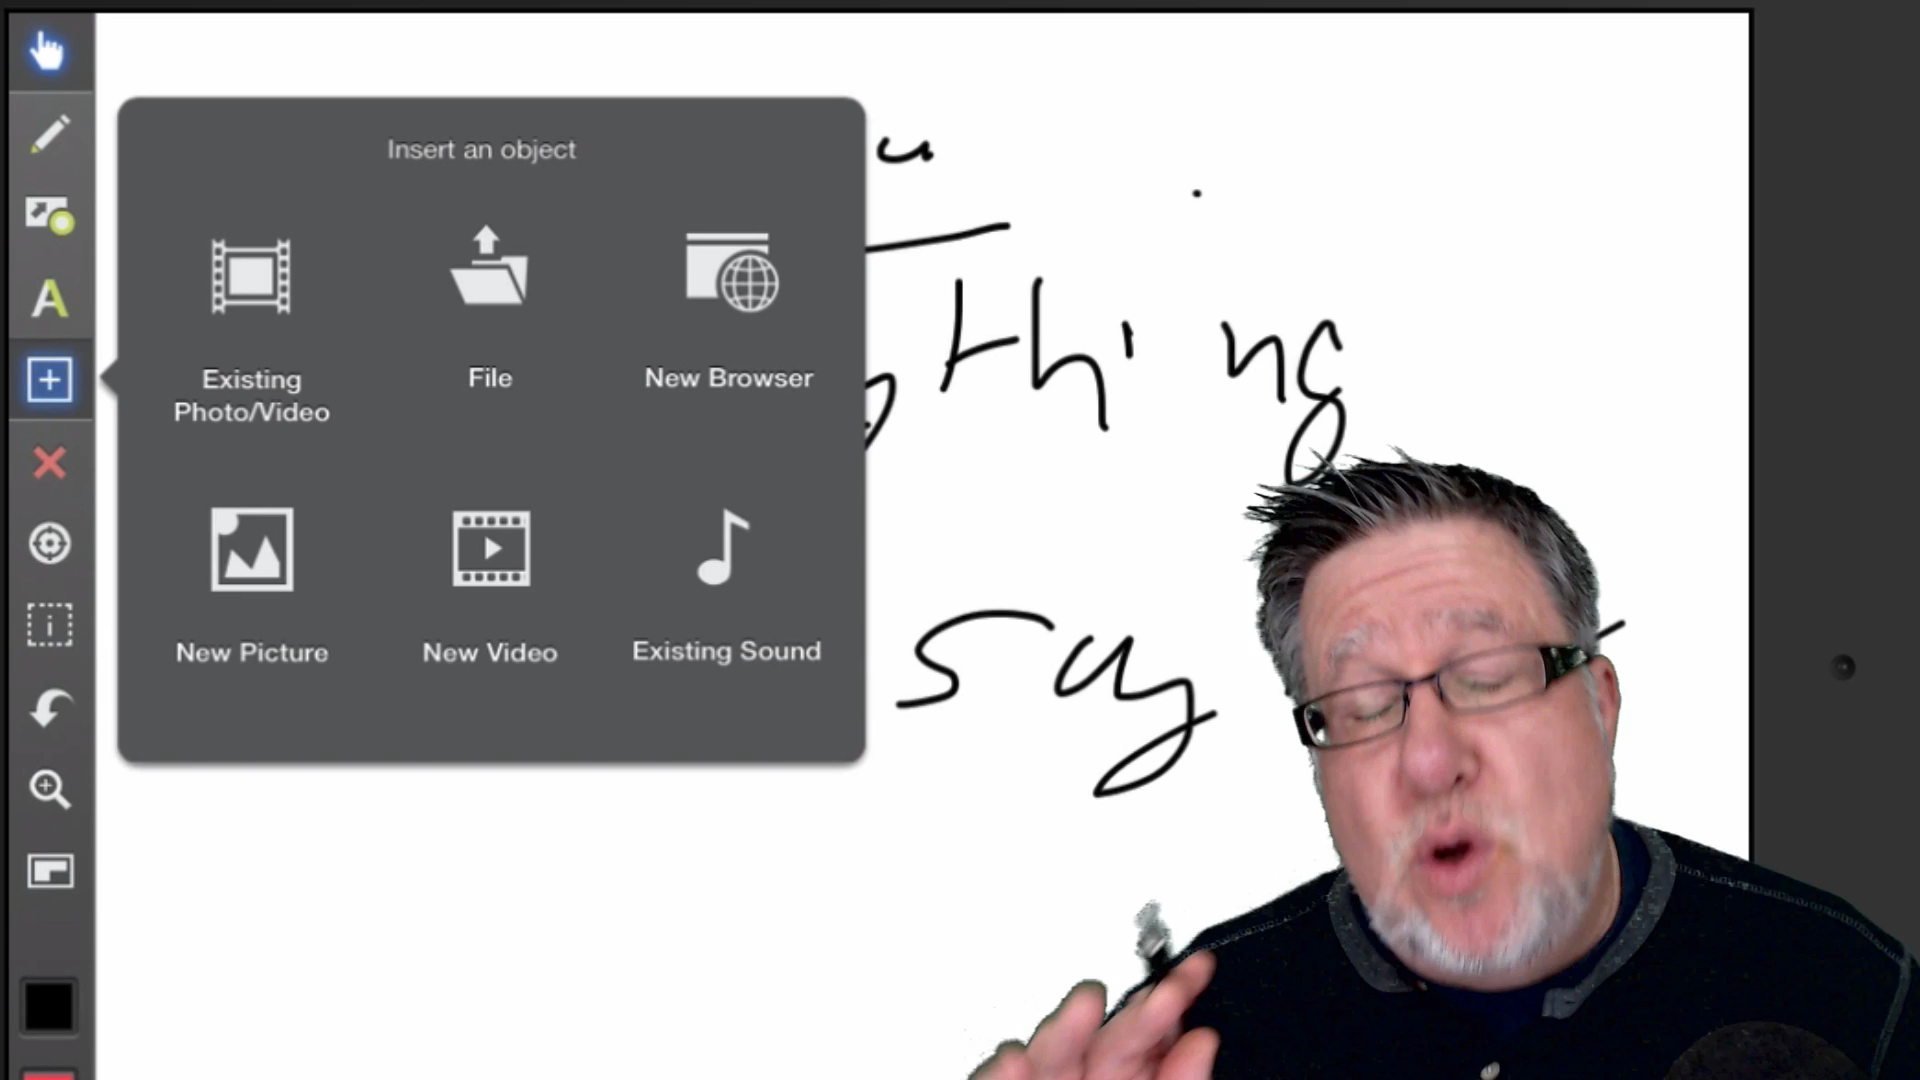 Insert an object
Existing
Photo/Video
File
New Browser
New Picture
New Video
Existing Sound
A
u
thing
say